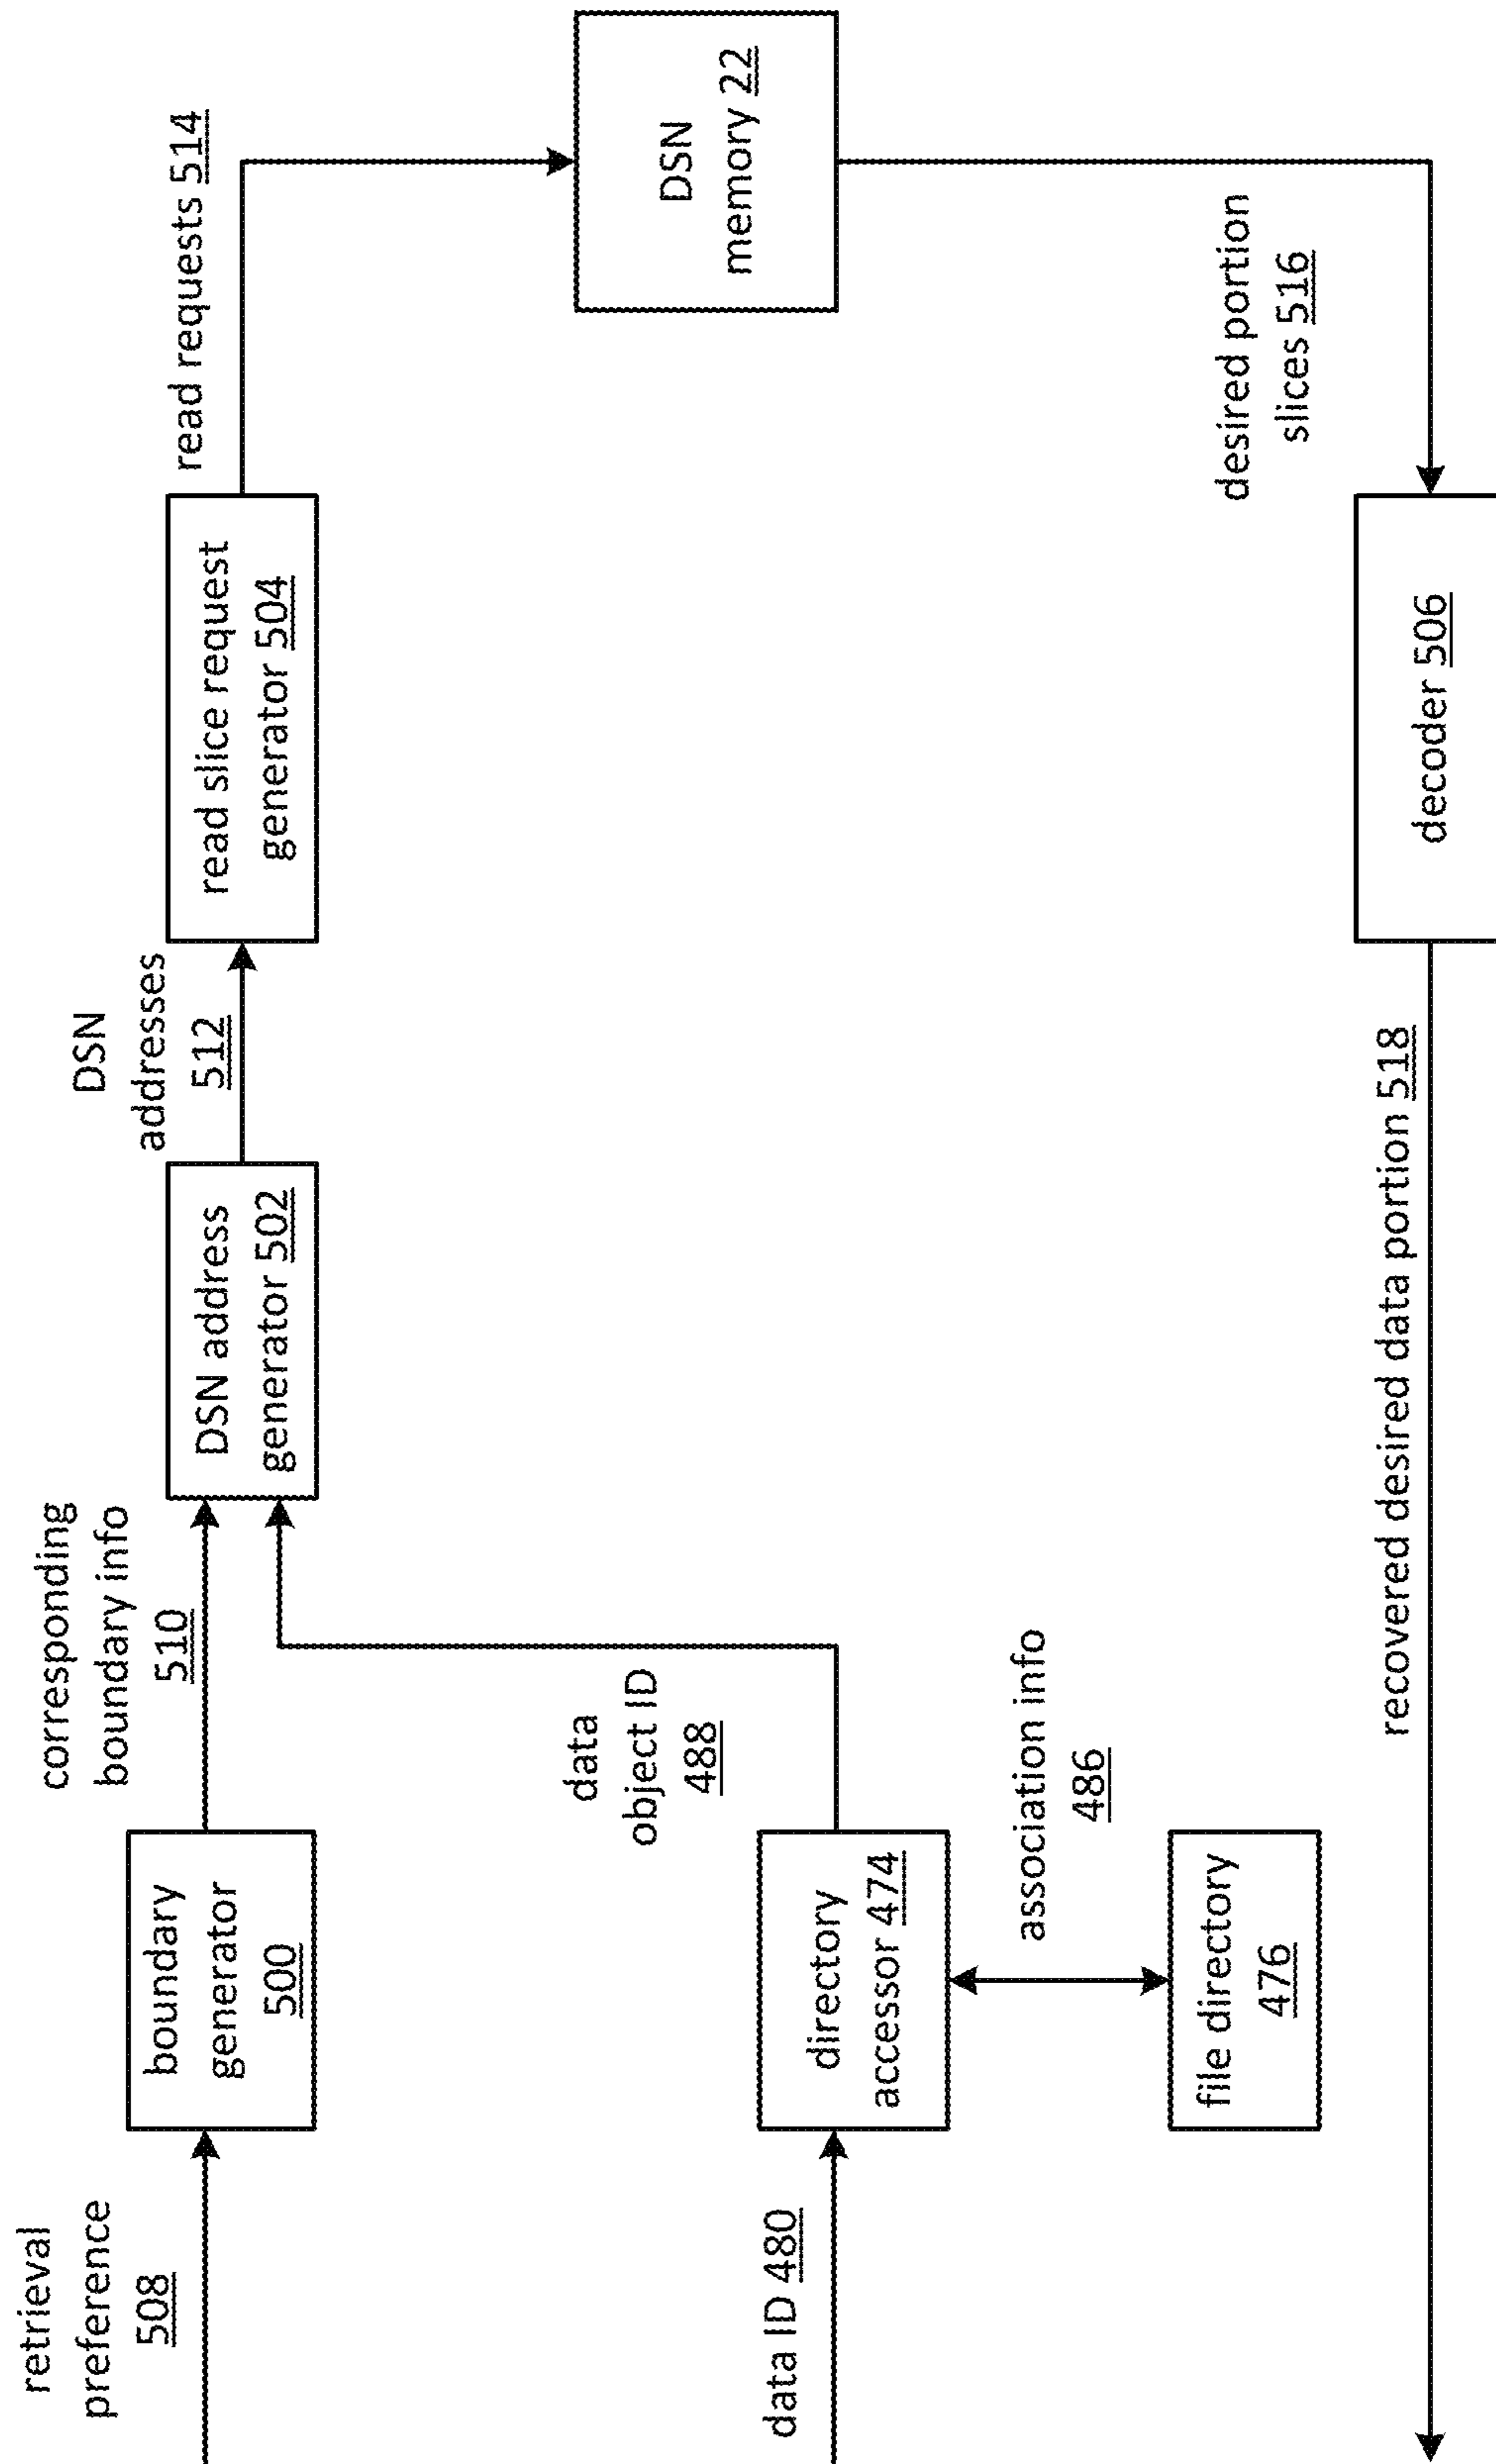 retrieval
preference
508
boundary
generator
500
corresponding
boundary info
510
DSN address
generator 502
DSN
addresses
512
read slice request
generator 504
read requests 514
DSN
memory 22
data ID 480
directory
accessor 474
data
object ID
488
association info
486
file directory
476
desired portion
slices 516
decoder 506
recovered desired data portion 518